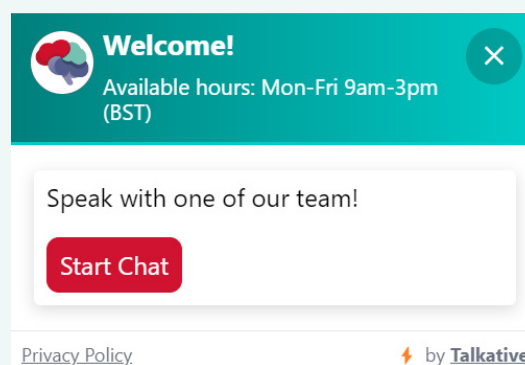 Welcome!
Available hours: Mon-Fri 9am-3pm
(BST)
Speak with one of our team!
Start Chat
Privacy Policy
by Talkative